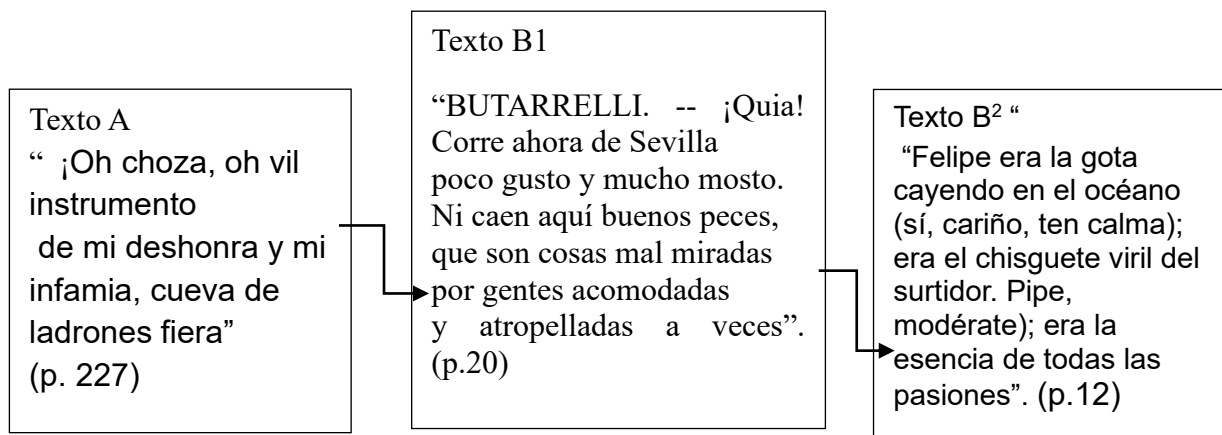 Texto A
“ ¡Oh choza, oh vil
instrumento
de mi deshonra y mi
infamia, cueva de
ladrones fiera”
(p. 227)
Texto B1
“BUTARRELLI. -- ¡Quia!
Corre ahora de Sevilla
poco gusto y mucho mosto.
Ni caen aquí buenos peces,
que son cosas mal miradas
por gentes acomodadas
y atropelladas a veces”.
(p.20)
Texto B² “
“Felipe era la gota
cayendo en el océano
(sí, cariño, ten calma);
era el chisguete viril del
surtidor. Pipe,
modérate); era la
esencia de todas las
pasiones”. (p.12)